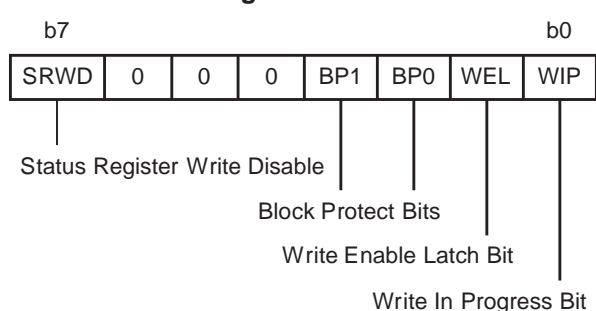 b7 b0
SRWD 0 0 0 BP1 BP0 WEL WIP
Status Register Write Disable
Block Protect Bits
Write Enable Latch Bit
Write In Progress Bit